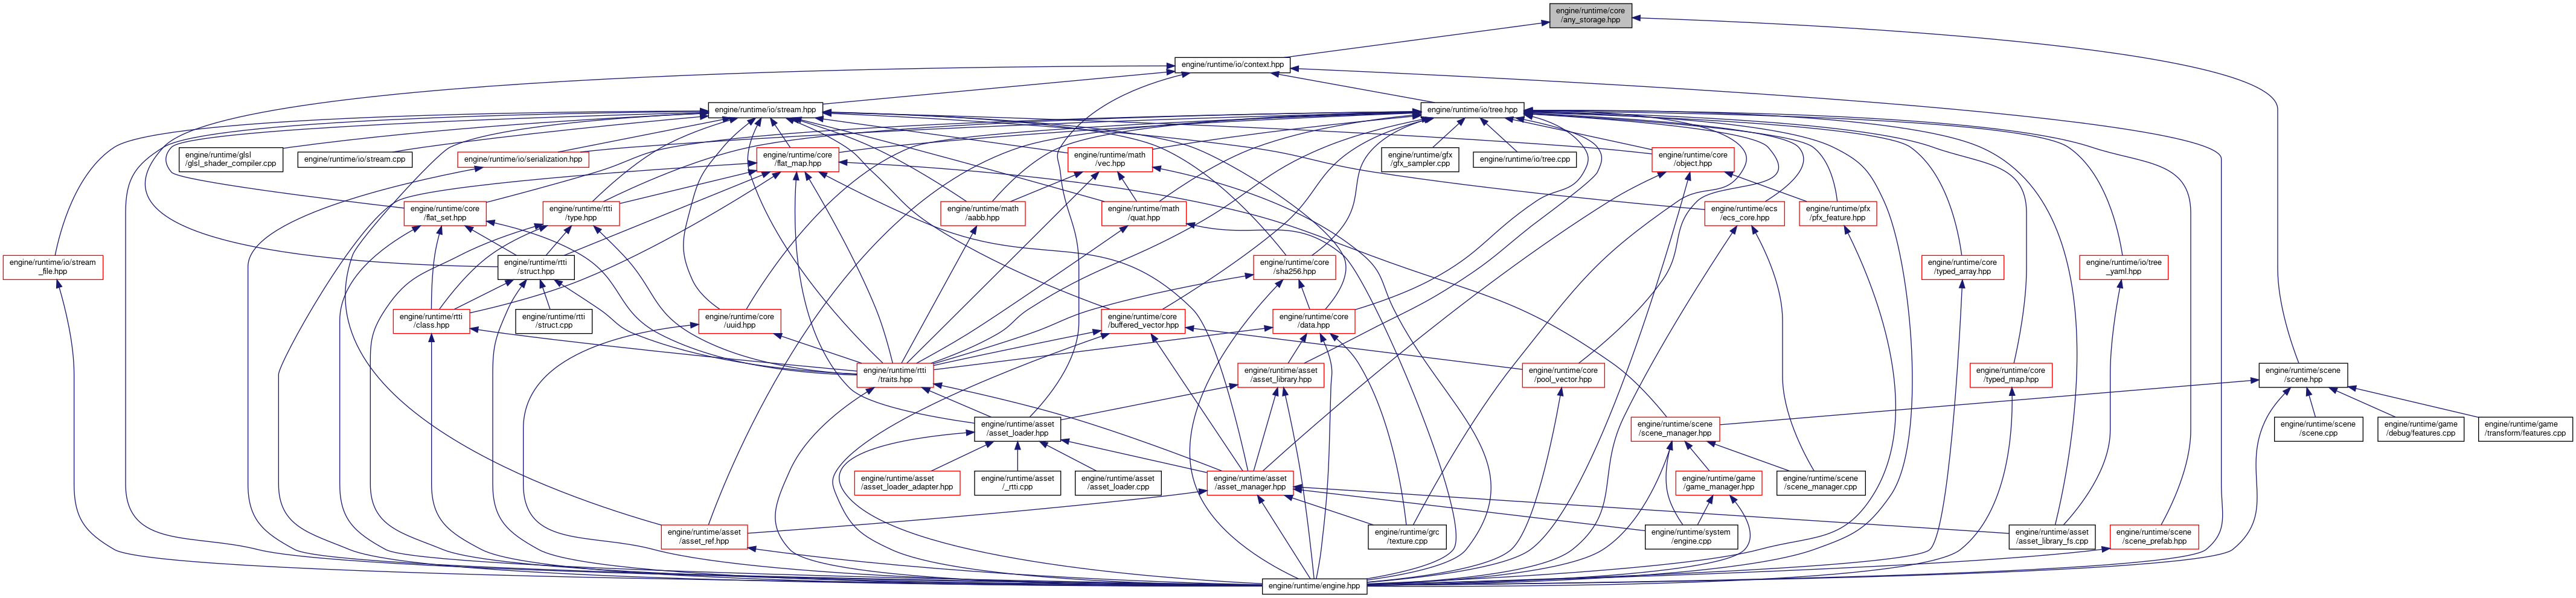 engine/runtime/core
/any_storage.hpp
engine/runtime/io/context.hpp
engine/runtime/io/stream.hpp
engine/runtime/io/tree.hpp
engine/runtime/glsl
/glsl_shader_compiler.cpp
engine/runtime/io/stream.cpp
engine/runtime/io/serialization.hpp
engine/runtime/core
/flat_map.hpp
engine/runtime/math
/vec.hpp
engine/runtime/gfx
/gfx_sampler.cpp
engine/runtime/io/tree.cpp
engine/runtime/core
/object.hpp
engine/runtime/core
/flat_set.hpp
engine/runtime/rtti
/type.hpp
engine/runtime/math
/aabb.hpp
engine/runtime/math
/quat.hpp
engine/runtime/ecs
/ecs_core.hpp
engine/runtime/pfx
/pfx_feature.hpp
engine/runtime/io/stream
_file.hpp
engine/runtime/rtti
/struct.hpp
engine/runtime/core
/sha256.hpp
engine/runtime/core
/typed_array.hpp
engine/runtime/io/tree
_yaml.hpp
engine/runtime/rtti
/class.hpp
engine/runtime/rtti
/struct.cpp
engine/runtime/core
/uuid.hpp
engine/runtime/core
/buffered_vector.hpp
engine/runtime/core
/data.hpp
engine/runtime/rtti
/traits.hpp
engine/runtime/asset
/asset_library.hpp
engine/runtime/core
/pool_vector.hpp
engine/runtime/core
/typed_map.hpp
engine/runtime/scene
/scene.hpp
engine/runtime/asset
/asset_loader.hpp
engine/runtime/scene
/scene_manager.hpp
engine/runtime/scene
/scene.cpp
engine/runtime/game
/debug/features.cpp
engine/runtime/game
/transform/features.cpp
engine/runtime/asset
/asset_loader_adapter.hpp
engine/runtime/asset
/_rtti.cpp
engine/runtime/asset
/asset_loader.cpp
engine/runtime/asset
/asset_manager.hpp
engine/runtime/game
/game_manager.hpp
engine/runtime/scene
/scene_manager.cpp
engine/runtime/asset
/asset_ref.hpp
engine/runtime/grc
/texture.cpp
engine/runtime/system
/engine.cpp
engine/runtime/asset
/asset_library_fs.cpp
engine/runtime/scene
/scene_prefab.hpp
engine/runtime/engine.hpp